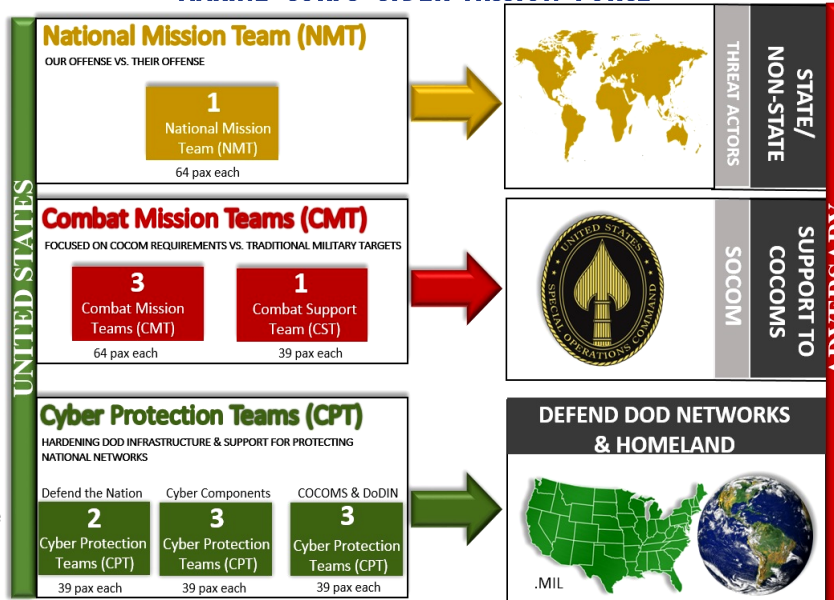 MARINE CORPS CYBER MISSION FORCE
UNITED STATES
National Mission Team (NMT)
OUR OFFENSE VS. THEIR OFFENSE
1
National Mission
Team (NMT)
64 pax each
THREAT ACTORS
STATE/
NON-STATE
Combat Mission Teams (CMT)
FOCUSED ON COCOM REQUIREMENTS VS. TRADITIONAL MILITARY TARGETS
3
Combat Mission
Teams (CMT)
64 pax each
1
Combat Support
Team (CST)
39 pax each
UNITED STATES
SPECIAL OPERATIONS COMMAND
SOCOM
SUPPORT TO
COCOMS
Cyber Protection Teams (CPT)
HARDENING DOD INFRASTRUCTURE & SUPPORT FOR PROTECTING
NATIONAL NETWORKS
Defend the Nation
2
Cyber Protection
Teams (CPT)
39 pax each
Cyber Components
3
Cyber Protection
Teams (CPT)
39 pax each
COCOMS & DoDIN
3
Cyber Protection
Teams (CPT)
39 pax each
DEFEND DOD NETWORKS
& HOMELAND
.MIL